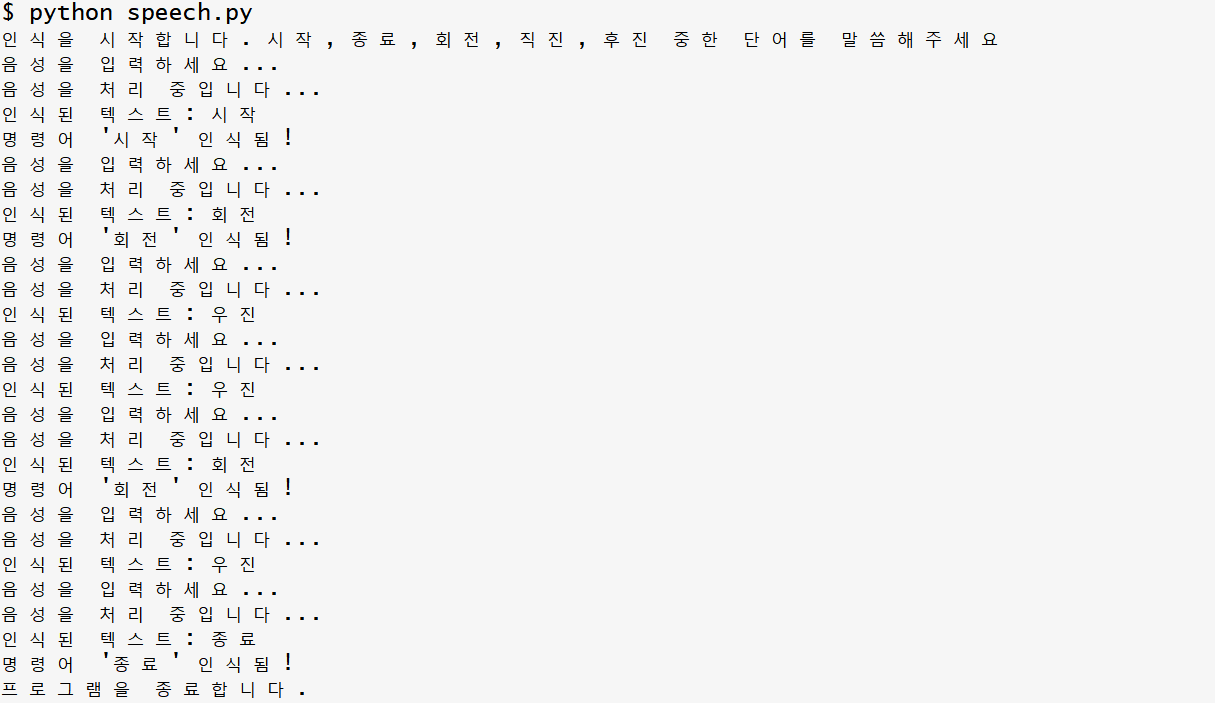 $ python speech.py
인식을 시작합니다. 시작, 종료, 회전, 직진, 후진 중한 단어를 말씀해주세요
음성을 입력하세요...
음성을 처리 중입니다...
인식된 텍스트: 시작
명령어 '시작' 인식됨!
음성을 입력하세요...
음성을 처리 중입니다...
인식된 텍스트: 회전
명령어 '회전' 인식됨!
음성을 입력하세요...
음성을 처리 중입니다...
인식된 텍스트: 우진
음성을 입력하세요...
음성을 처리 중입니다...
인식된 텍스트: 우진
음성을 입력하세요...
음성을 처리 중입니다...
인식된 텍스트: 회전
명령어 '회전' 인식됨!
음성을 입력하세요...
음성을 처리 중입니다...
인식된 텍스트: 우진
음성을 입력하세요...
음성을 처리 중입니다...
인식된 텍스트: 종료
명령어 '종료' 인식됨!
프로그램을 종료합니다.